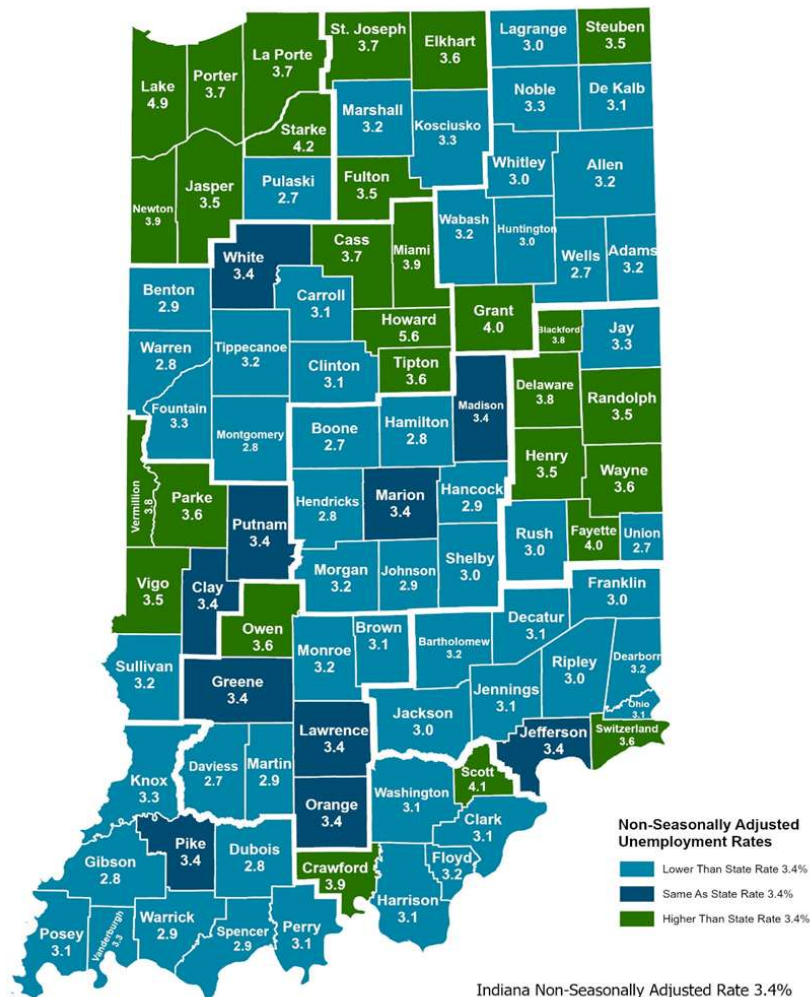 St. Joseph
3.7
Elkhart
3.6
Lagrange
3.0
Steuben
3.5
La Porte
3.7
Porter
3.7
Lake
4.9
Noble
3.3
De Kalb
3.1
Marshall
3.2
Kosciusko
3.3
Starke
4.2
Whitley
3.0
Allen
3.2
Pulaski
2.7
Fulton
3.5
Jasper
3.5
Newton
3.9
Wabash
3.2
Huntington
3.0
Wells
2.7
Adams
3.2
White
3.4
Cass
3.7
Miami
3.9
Benton
2.9
Carroll
3.1
Grant
4.0
Howard
5.6
Blackford
3.8
Jay
3.3
Warren
2.8
Tippecanoe
3.2
Clinton
3.1
Tipton
3.6
Delaware
3.8
Randolph
3.5
Madison
3.4
Fountain
3.3
Montgomery
2.8
Boone
2.7
Hamilton
2.8
Henry
3.5
Wayne
3.6
Vermillion
3.8
Parke
3.6
Putnam
3.4
Hendricks
2.8
Marion
3.4
Hancock
2.9
Rush
3.0
Fayette
4.0
Union
2.7
Vigo
3.5
Clay
3.4
Morgan
3.2
Johnson
2.9
Shelby
3.0
Franklin
3.0
Owen
3.6
Decatur
3.1
Monroe
3.2
Brown
3.1
Bartholomew
3.2
Sullivan
3.2
Greene
3.4
Ripley
3.0
Dearborn
3.2
Jennings
3.1
Ohio
3.1
Jackson
3.0
Lawrence
3.4
Jefferson
3.4
Switzerland
3.6
Knox
3.3
Daviess
2.7
Martin
2.9
Scott
4.1
Washington
3.1
Orange
3.4
Clark
3.1
Pike
3.4
Dubois
2.8
Gibson
2.8
Crawford
3.9
Floyd
3.2
Harrison
3.1
Posey
3.1
Vanderburgh
3.3
Warrick
2.9
Spencer
2.9
Perry
3.1
Non-Seasonally Adjusted
Unemployment Rates
Lower Than State Rate 3.4%
Same As State Rate 3.4%
Higher Than State Rate 3.4%
Indiana Non-Seasonally Adjusted Rate 3.4%